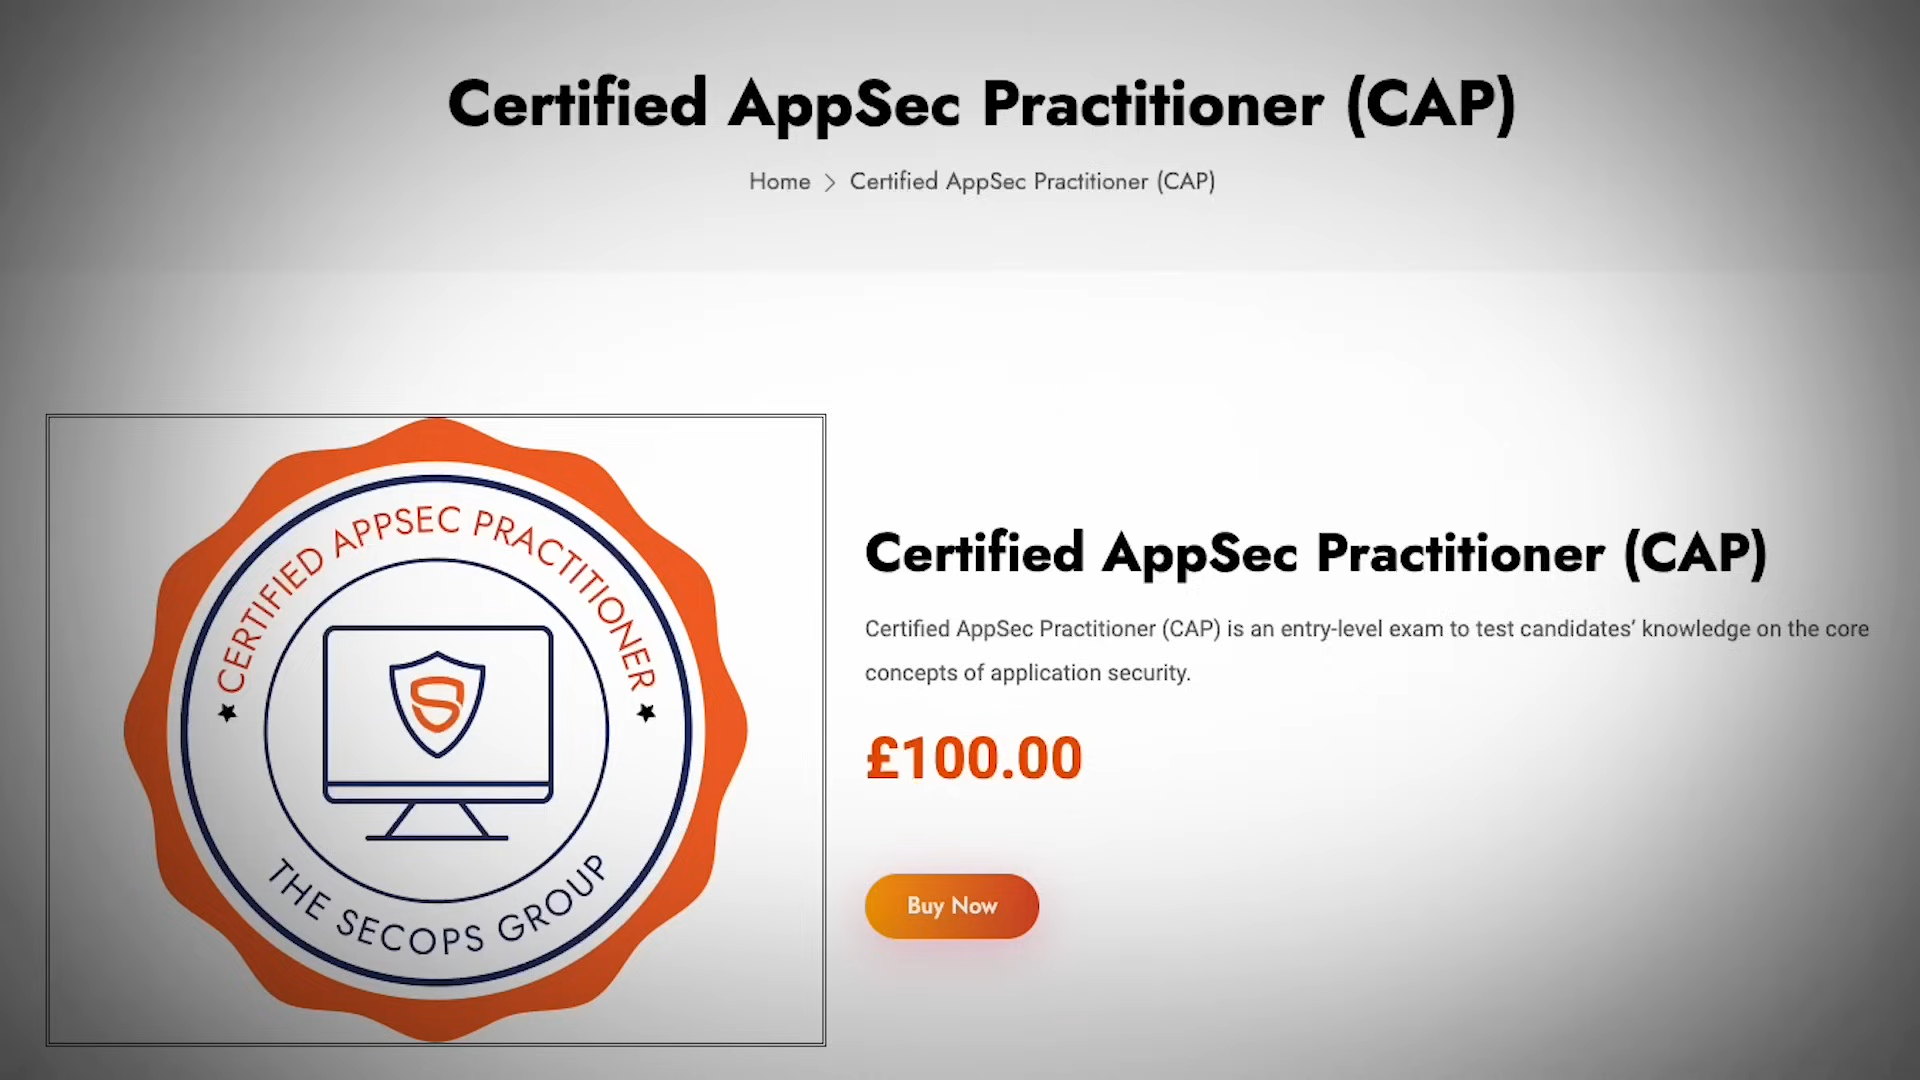 Certified AppSec Practitioner (CAP)
Home > Certified AppSec Practitioner (CAP)
CERTIFIED APPSEC PRACTITIONER
THE SECOPS GROUP
Certified AppSec Practitioner (CAP)
Certified AppSec Practitioner (CAP) is an entry-level exam to test candidates’ knowledge on the core
concepts of application security.
£100.00
Buy Now